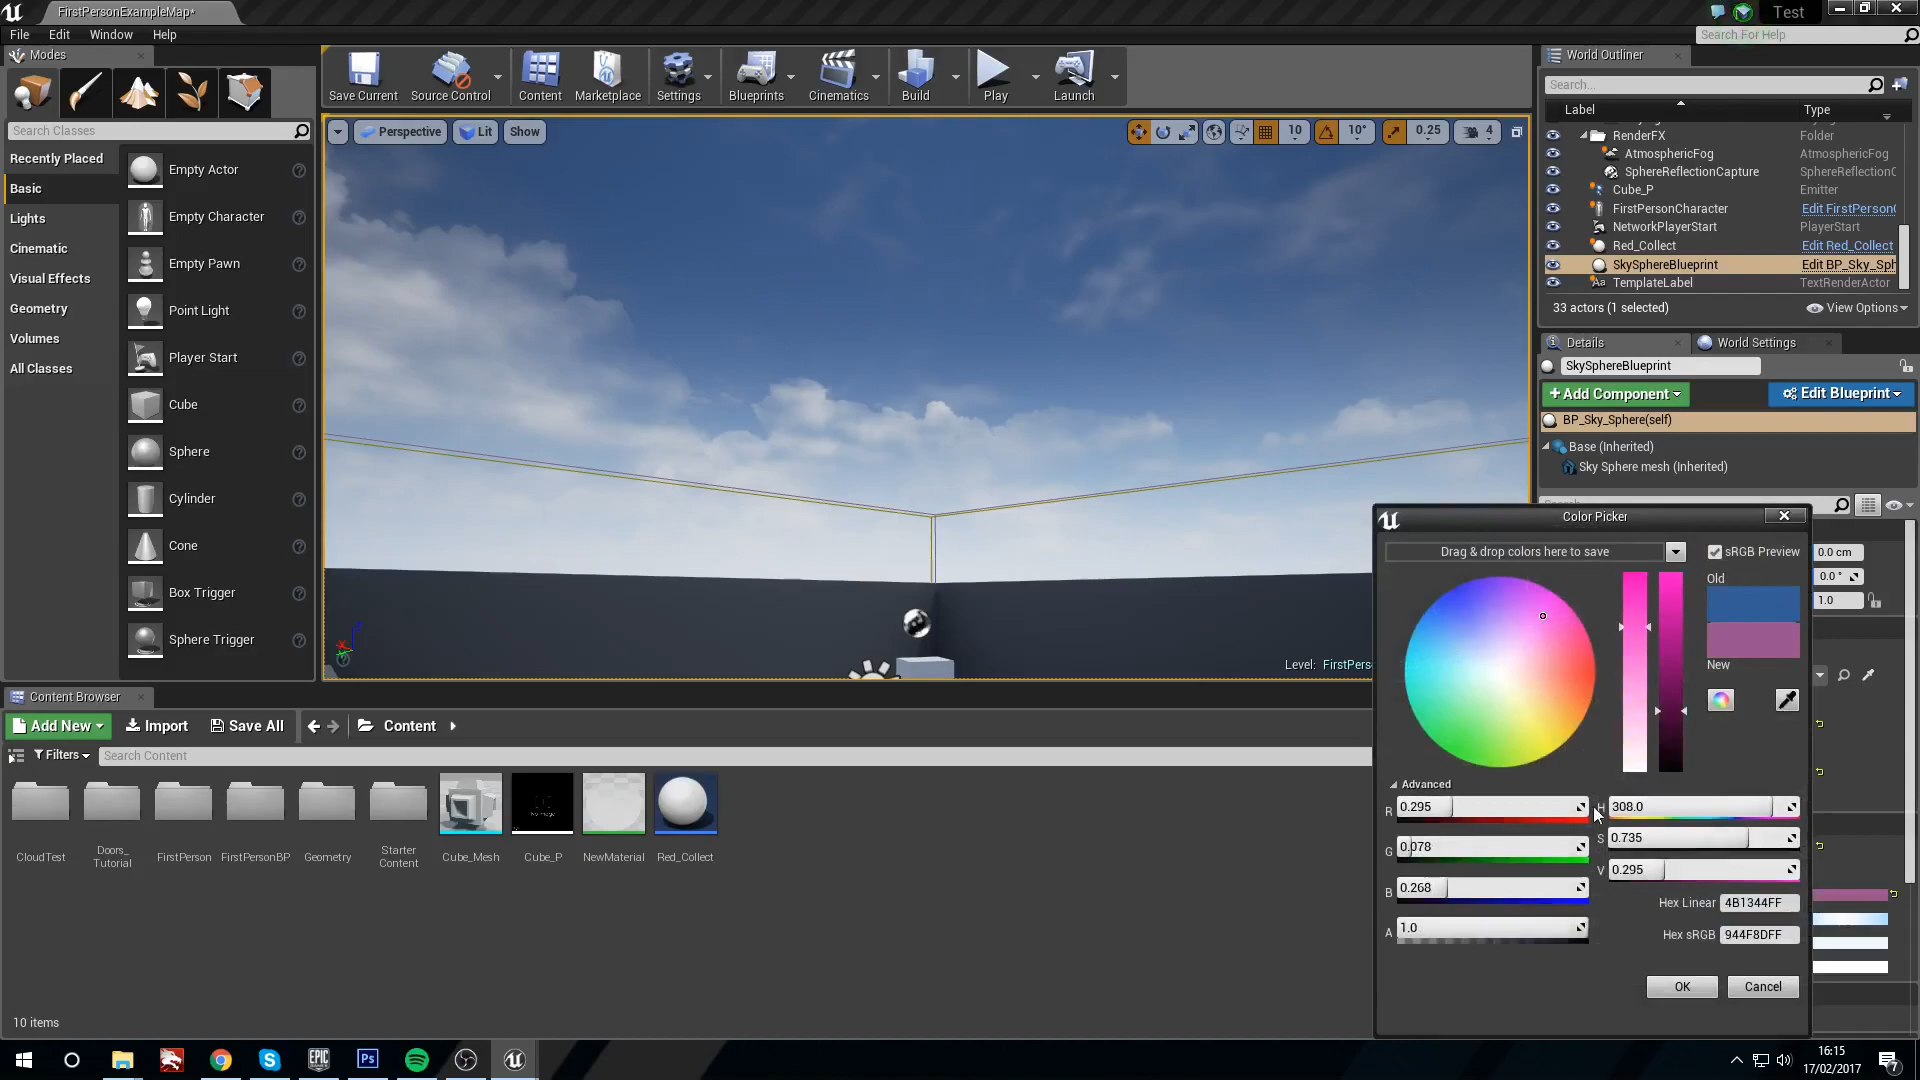 FirstPersonExampleMap*
Test
File Edit Window Help
Search For Help
Modes
Search Classes
Recently Placed
Basic
Lights
Cinematic
Visual Effects
Geometry
Volumes
All Classes
Empty Actor
Empty Character
Empty Pawn
Point Light
Player Start
Cube
Sphere
Cylinder
Cone
Box Trigger
Sphere Trigger
Save Current
Source Control
Content
Marketplace
Settings
Blueprints
Cinematics
Build
Play
Launch
Perspective
Lit
Show
10
10°
0.25
4
Level: FirstPers
World Outliner
Search...
Label
Type
RenderFX Folder
AtmosphericFog AtmosphericFog
SphereReflectionCapture SphereReflectionC
Cube_P Emitter
FirstPersonCharacter Edit FirstPerson
NetworkPlayerStart PlayerStart
Red_Collect Edit Red_Collect
SkySphereBlueprint Edit BP_Sky_Sph
TemplateLabel TextRenderActor
33 actors (1 selected)
View Options
Details
World Settings
SkySphereBlueprint
+Add Component
Edit Blueprint
BP_Sky_Sphere(self)
Base (Inherited)
Sky Sphere mesh (Inherited)
0.0 cm
0.0 °
1.0
Color Picker
Drag & drop colors here to save
sRGB Preview
Old
New
Advanced
R 0.295
G 0.078
B 0.268
A 1.0
H 308.0
S 0.735
V 0.295
Hex Linear 4B1344FF
Hex sRGB 944F8DFF
OK
Cancel
Content Browser
Add New
Import
Save All
Content
Filters
Search Content
CloudTest
Doors_
Tutorial
FirstPerson
FirstPersonBP
Geometry
Starter
Content
Cube_Mesh
Cube_P
NewMaterial
Red_Collect
10 items
EPIC
Ps
16:15
17/02/2017
7